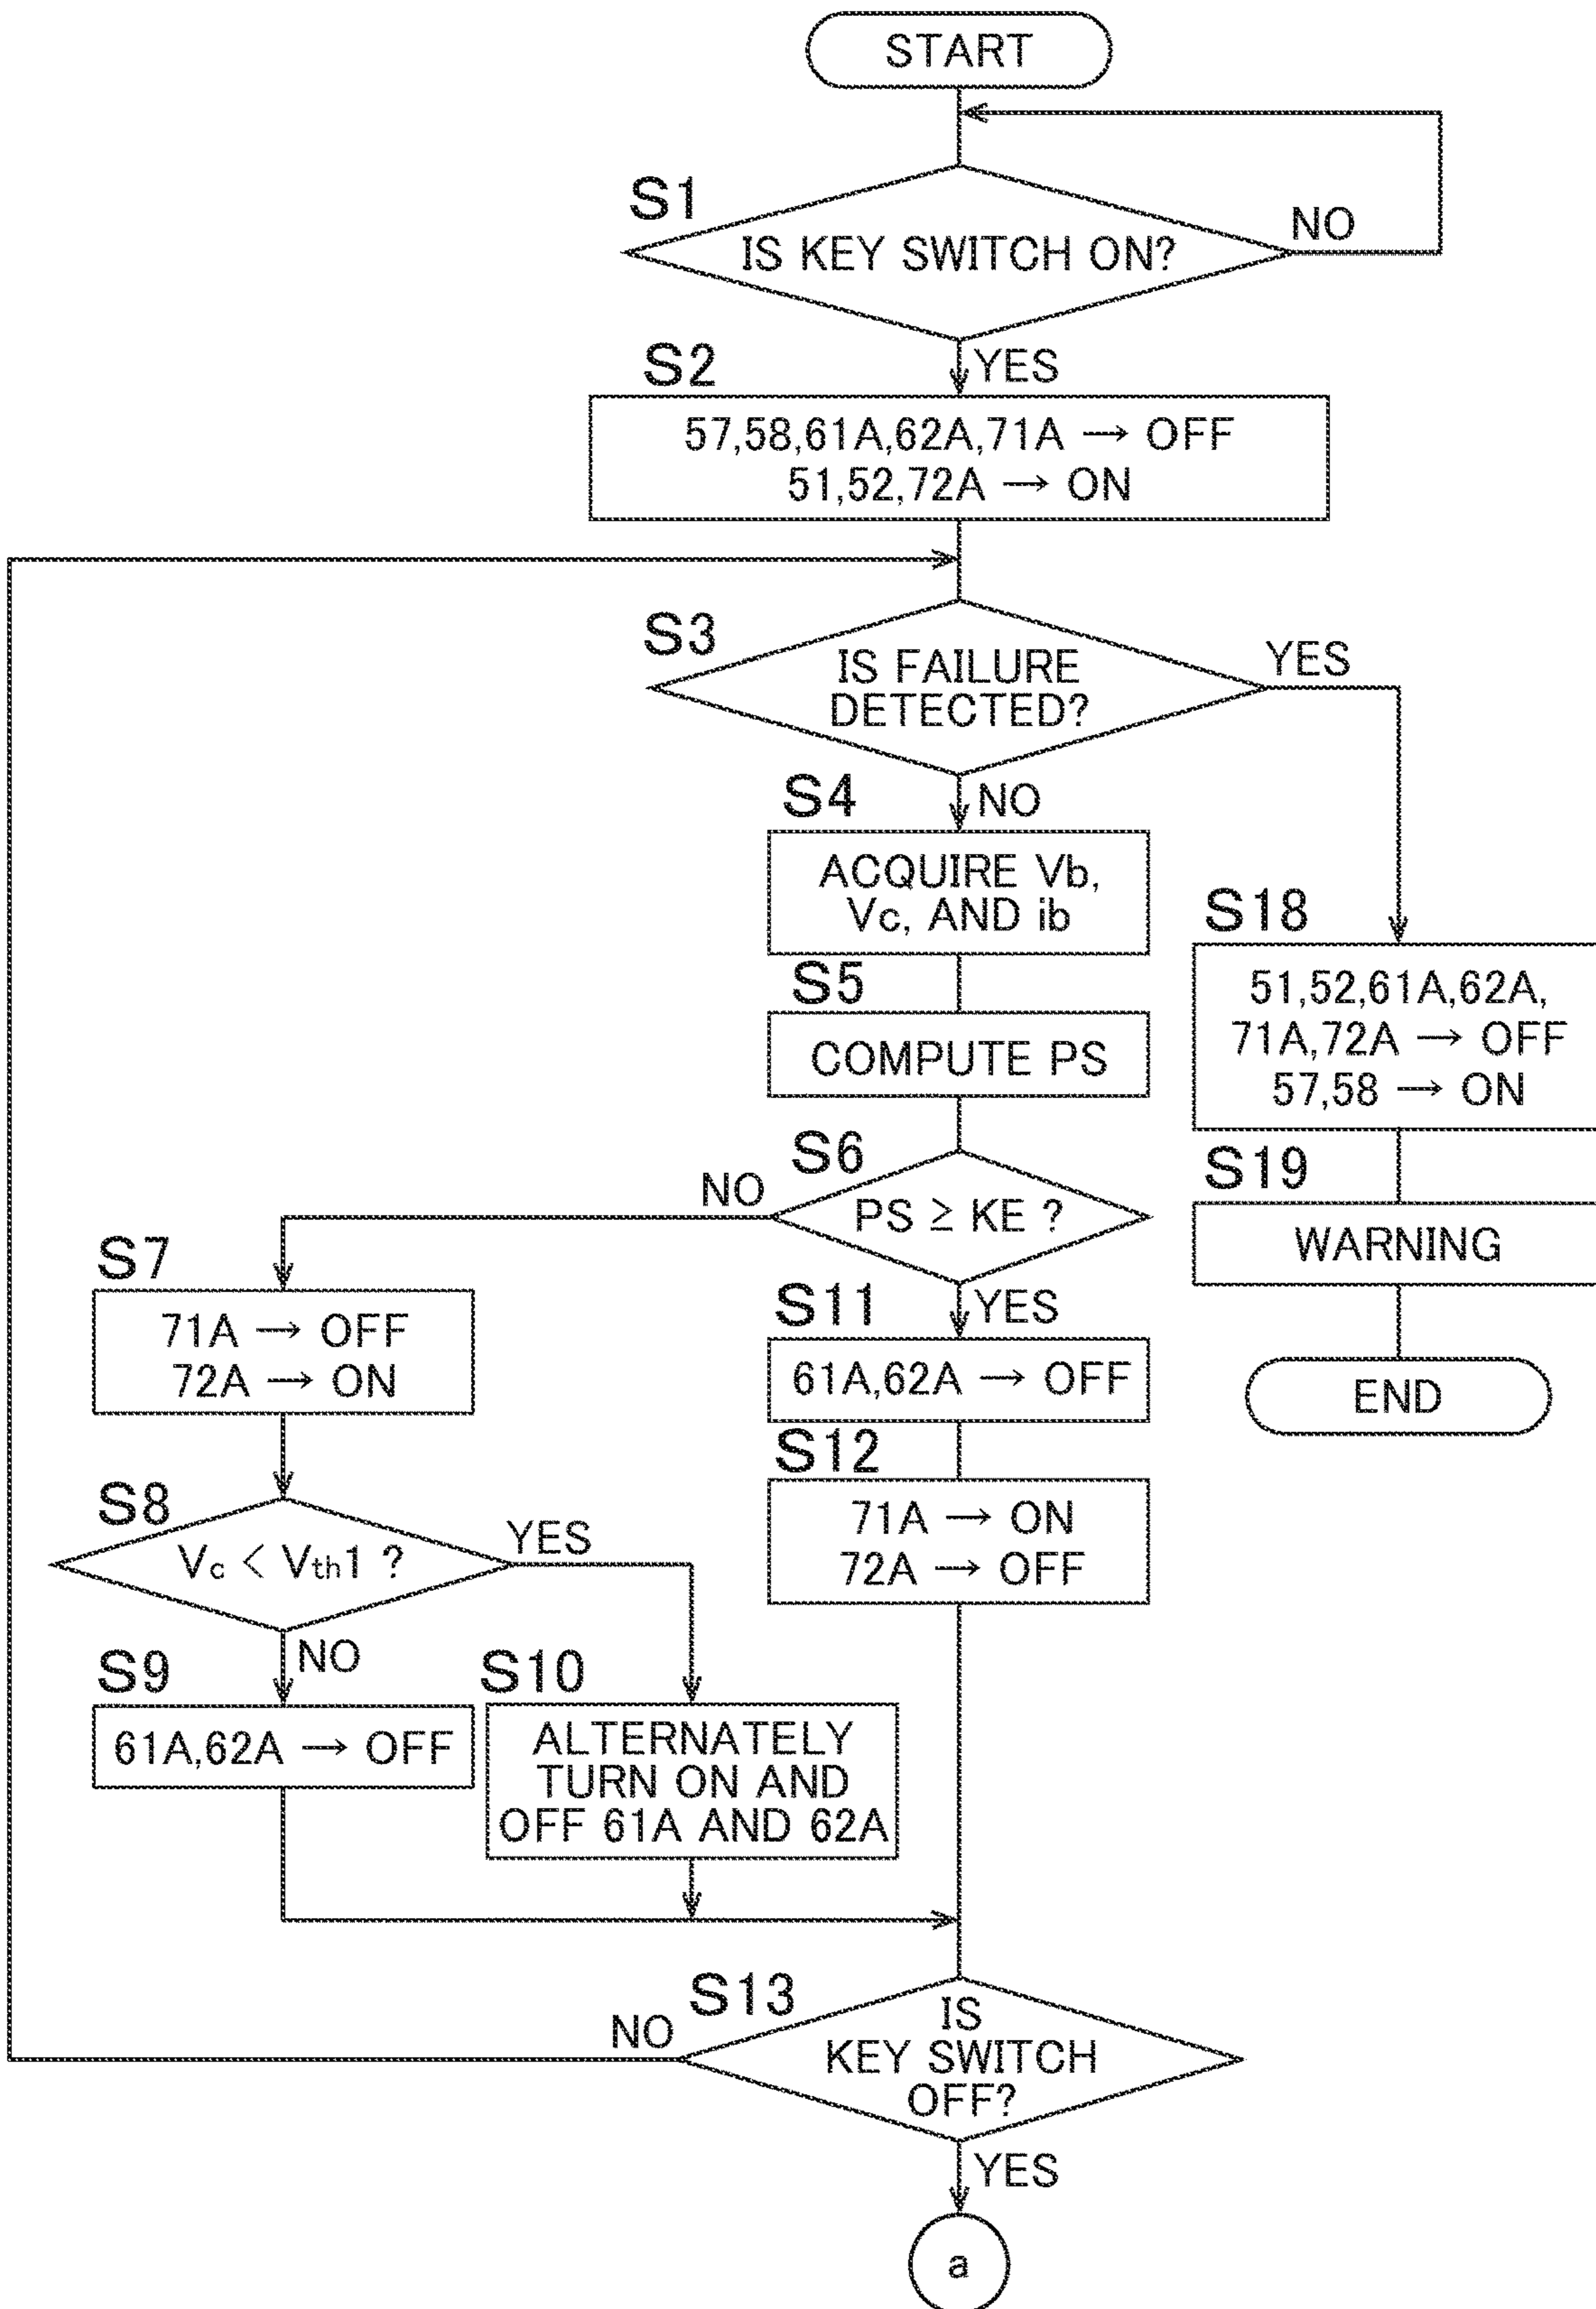 START
S1
IS KEY SWITCH ON?
NO
YES
S2
57,58,61A,62A,71A → OFF
51,52,72A → ON
S3
IS FAILURE
DETECTED?
YES
NO
S4
ACQUIRE Vb,
Vc, AND ib
S18
51,52,61A,62A,
71A,72A → OFF
57,58 → ON
S5
COMPUTE PS
S6
PS ≥ KE ?
NO
YES
S19
WARNING
END
S7
71A → OFF
72A → ON
S11
61A,62A → OFF
S12
71A → ON
72A → OFF
S8
Vc < Vth1 ?
YES
NO
S9
61A,62A → OFF
S10
ALTERNATELY
TURN ON AND
OFF 61A AND 62A
S13
IS
KEY SWITCH
OFF?
NO
YES
a